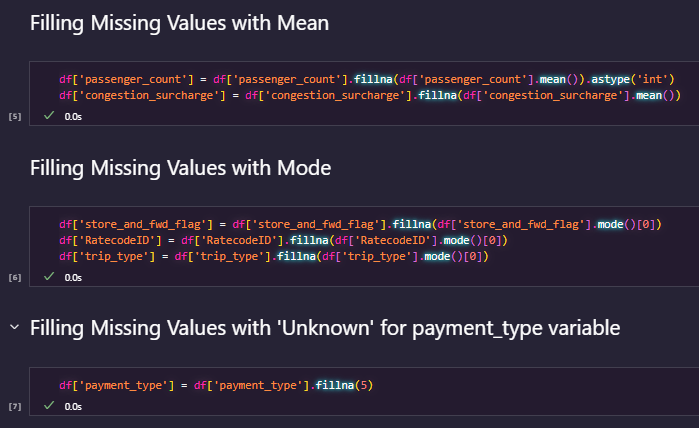 Filling Missing Values with Mean
df['passenger_count'] = df['passenger_count'].fillna(df['passenger_count'].mean()).astype('int')
df['congestion_surcharge'] = df['congestion_surcharge'].fillna(df['congestion_surcharge'].mean())
[5] ✓ 0.0s
Filling Missing Values with Mode
df['store_and_fwd_flag'] = df['store_and_fwd_flag'].fillna(df['store_and_fwd_flag'].mode()[0])
df['RatecodeID'] = df['RatecodeID'].fillna(df['RatecodeID'].mode()[0])
df['trip_type'] = df['trip_type'].fillna(df['trip_type'].mode()[0])
[6] ✓ 0.0s
Filling Missing Values with 'Unknown' for payment_type variable
df['payment_type'] = df['payment_type'].fillna(5)
[7] ✓ 0.0s